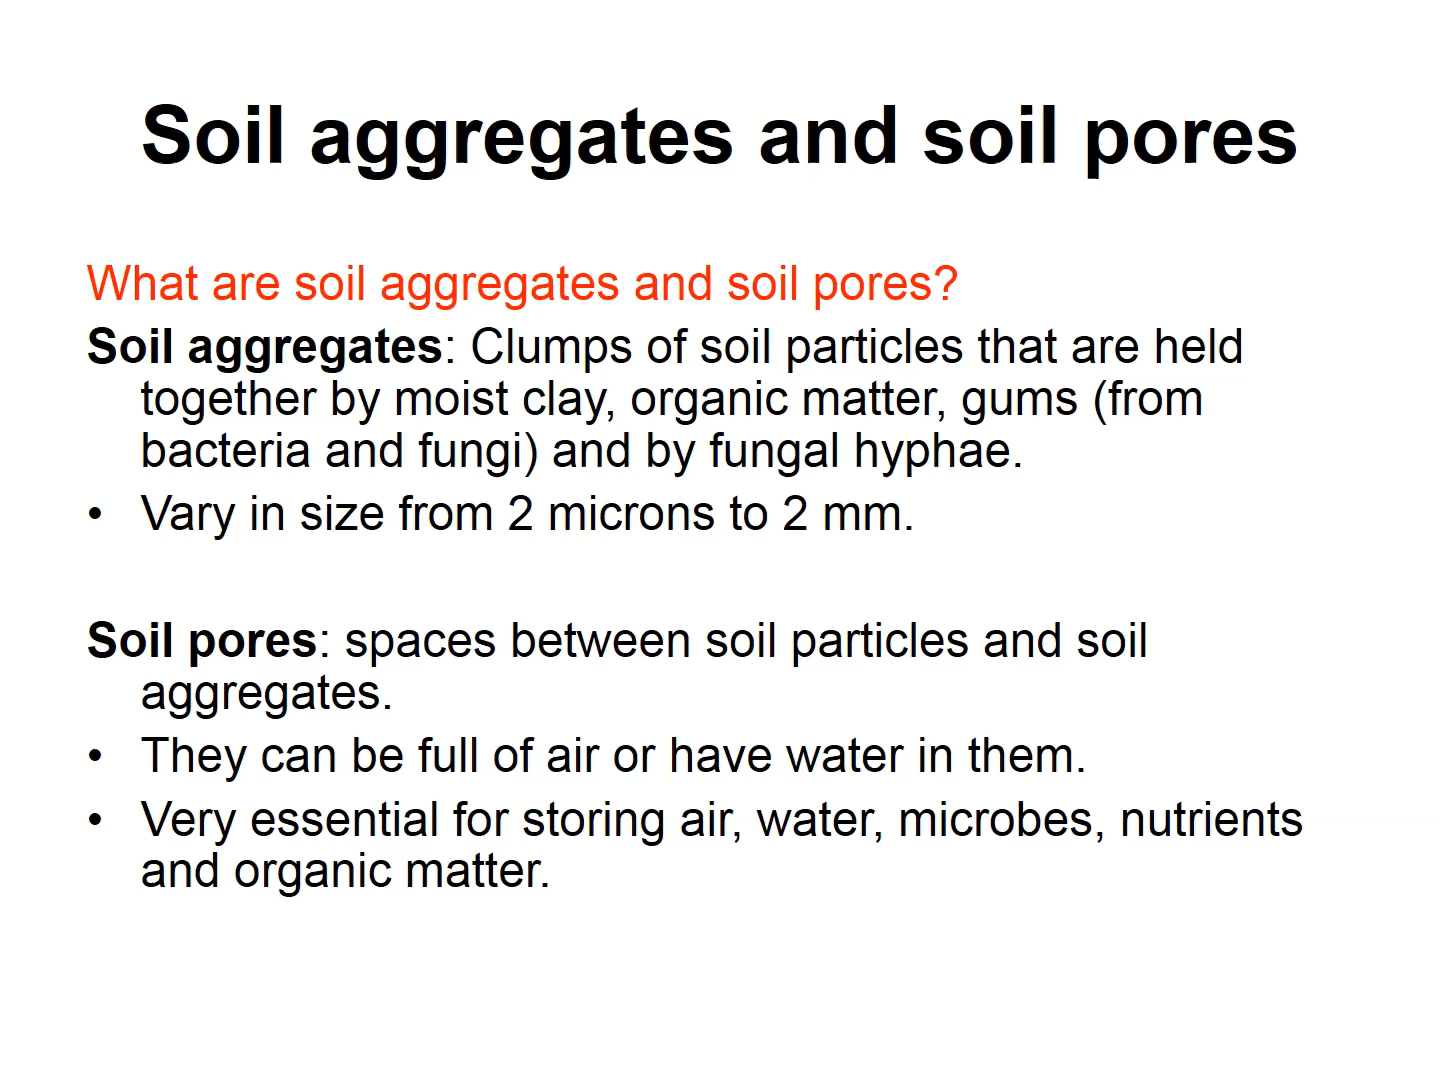 Soil aggregates and soil pores
What are soil aggregates and soil pores?
Soil aggregates: Clumps of soil particles that are held
together by moist clay, organic matter, gums (from
bacteria and fungi) and by fungal hyphae.
• Vary in size from 2 microns to 2 mm.
Soil pores: spaces between soil particles and soil
aggregates.
• They can be full of air or have water in them.
• Very essential for storing air, water, microbes, nutrients
and organic matter.